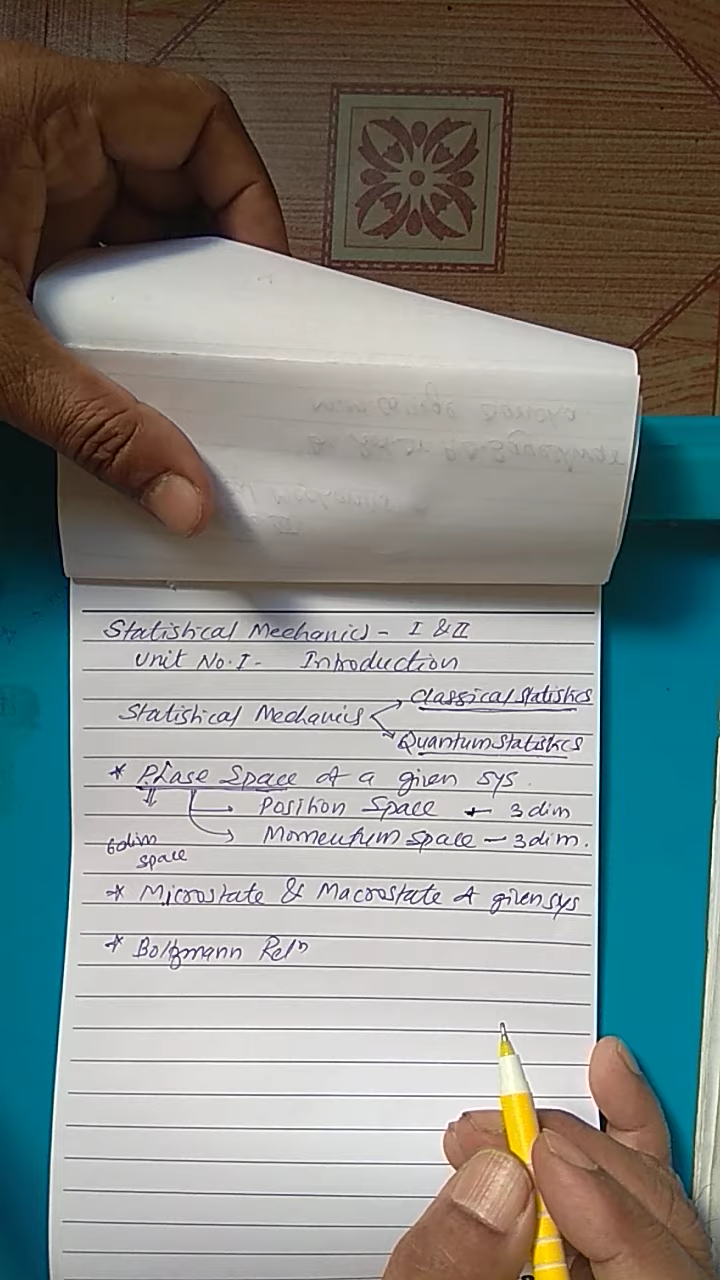 Statistical Mechanics - I & II
Unit No. I - Introduction
Classical Statistics
Statistical Mechanics
Quantum Statistics
* Phase Space of a given sys.
Position Space - 3 dim
Momentum Space - 3 dim.
6 dim
space
* Microstate & Macrostate of given sys
* Boltzmann Relⁿ